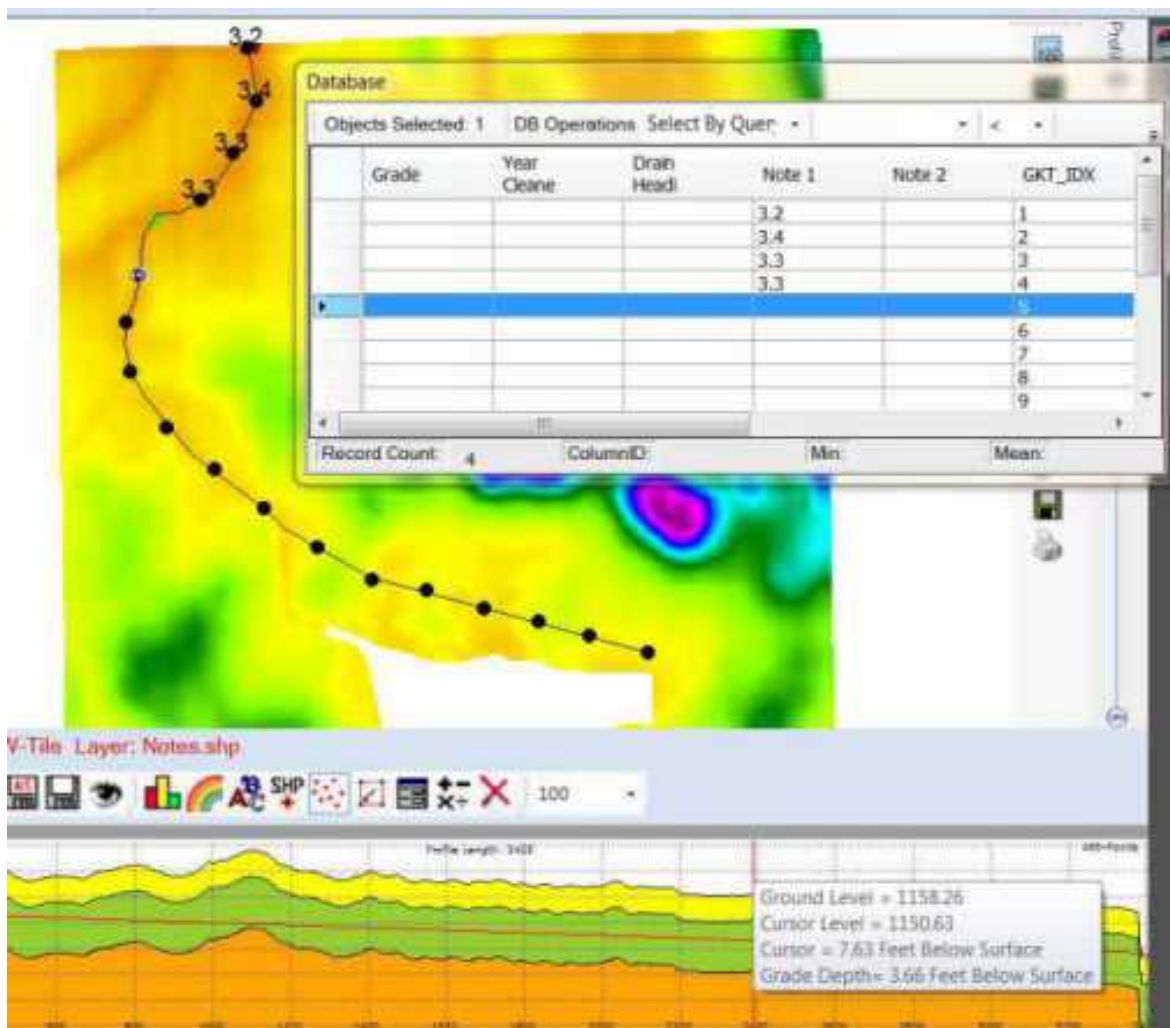 3.2
3.4
3.3
3.3
Database
Objects Selected: 1 DB Operations Select By Quer <
Grade Year Cleane Drain Headi Note 1 Note 2 GKT_IDX
3.2 1
3.4 2
3.3 3
3.3 4
5
6
7
8
9
Record Count: 4 ColumnID: Min: Mean:
V-Tile Layer: Notes.shp
SHP
100
Profile Length:
Ground Level = 1158.26
Cursor Level = 1150.63
Cursor = 7.63 Feet Below Surface
Grade Depth= 3.66 Feet Below Surface